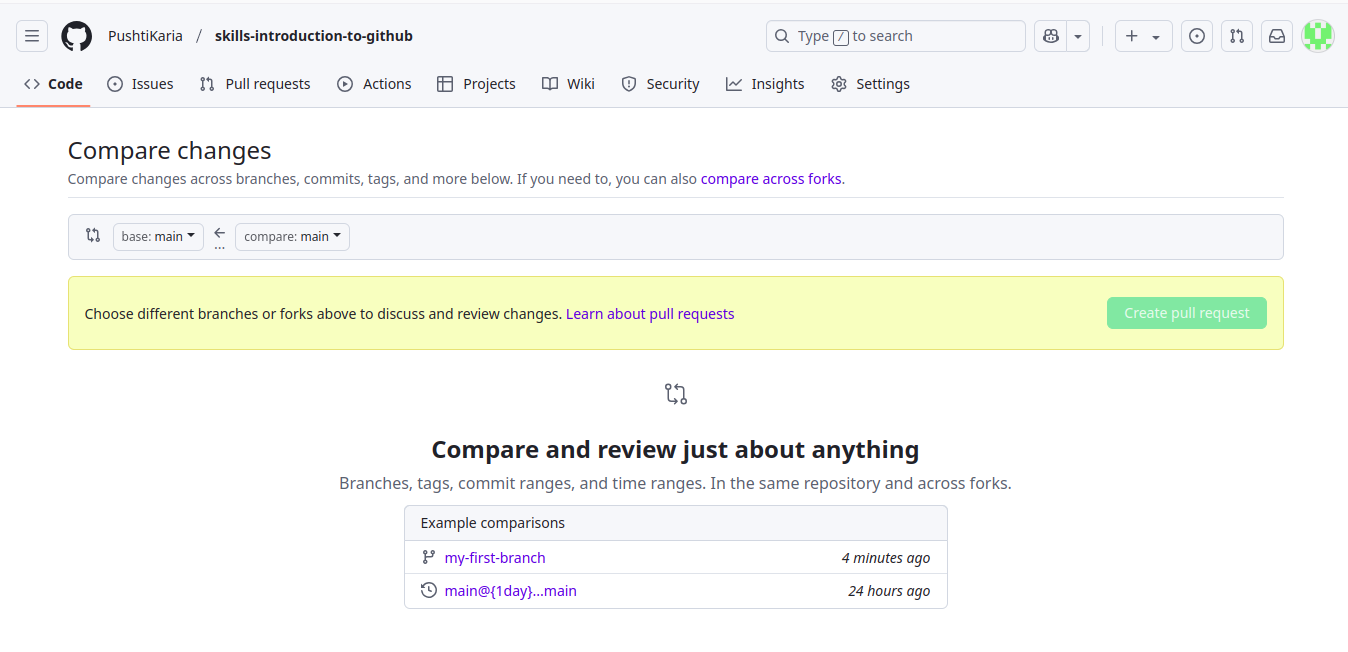 PushtiKaria / skills-introduction-to-github Type / to search
Code Issues Pull requests Actions Projects Wiki Security Insights Settings
Compare changes
Compare changes across branches, commits, tags, and more below. If you need to, you can also compare across forks.
base: main ← ... compare: main
Choose different branches or forks above to discuss and review changes. Learn about pull requests Create pull request
Compare and review just about anything
Branches, tags, commit ranges, and time ranges. In the same repository and across forks.
Example comparisons
my-first-branch 4 minutes ago
main@{1day}...main 24 hours ago